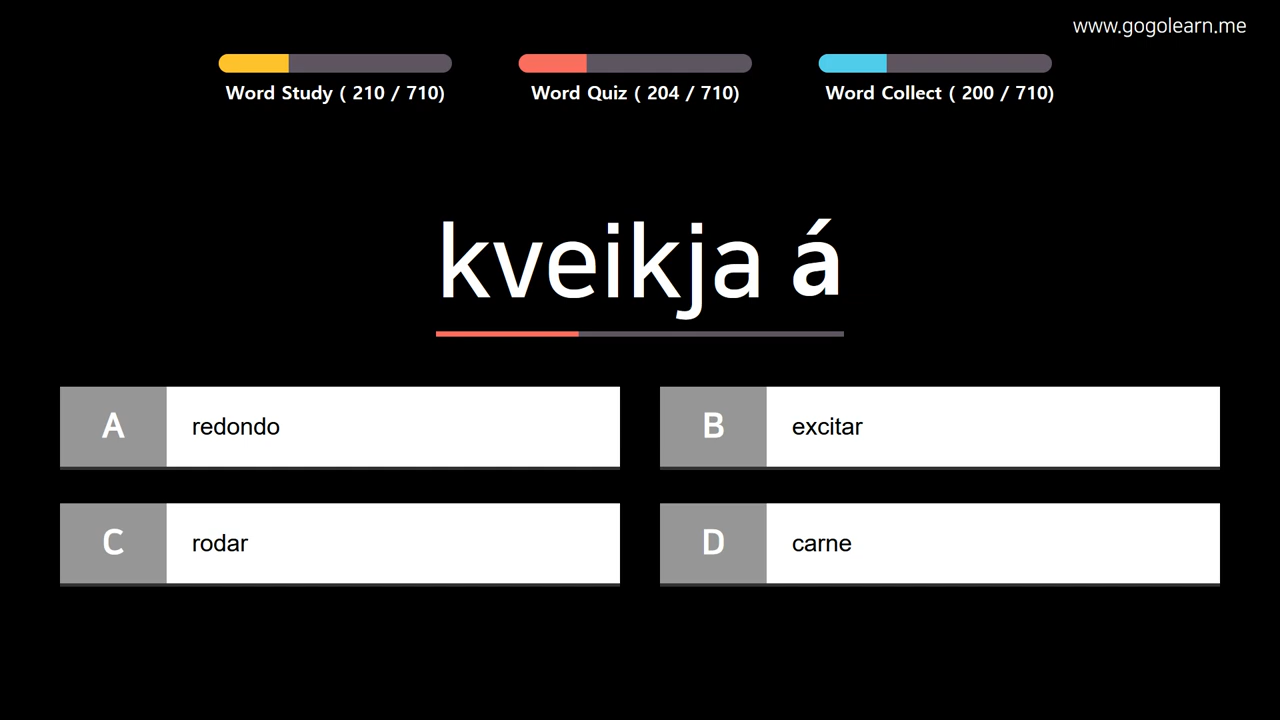 www.gogolearn.me
Word Study ( 210 / 710)
Word Quiz ( 204 / 710)
Word Collect ( 200 / 710)
kveikja á
A redondo
B excitar
C rodar
D carne